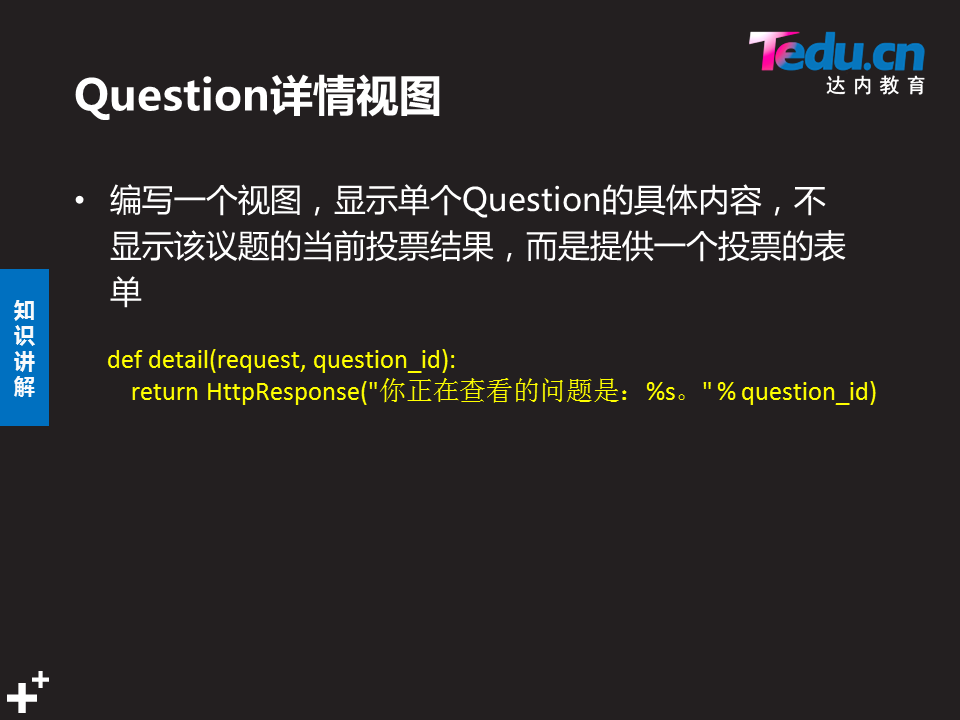 Tedu.cn
达内教育
Question详情视图
• 编写一个视图，显示单个Question的具体内容，不
显示该议题的当前投票结果，而是提供一个投票的表
单
知
识
讲
解
def detail(request, question_id):
    return HttpResponse("你正在查看的问题是：%s。" % question_id)